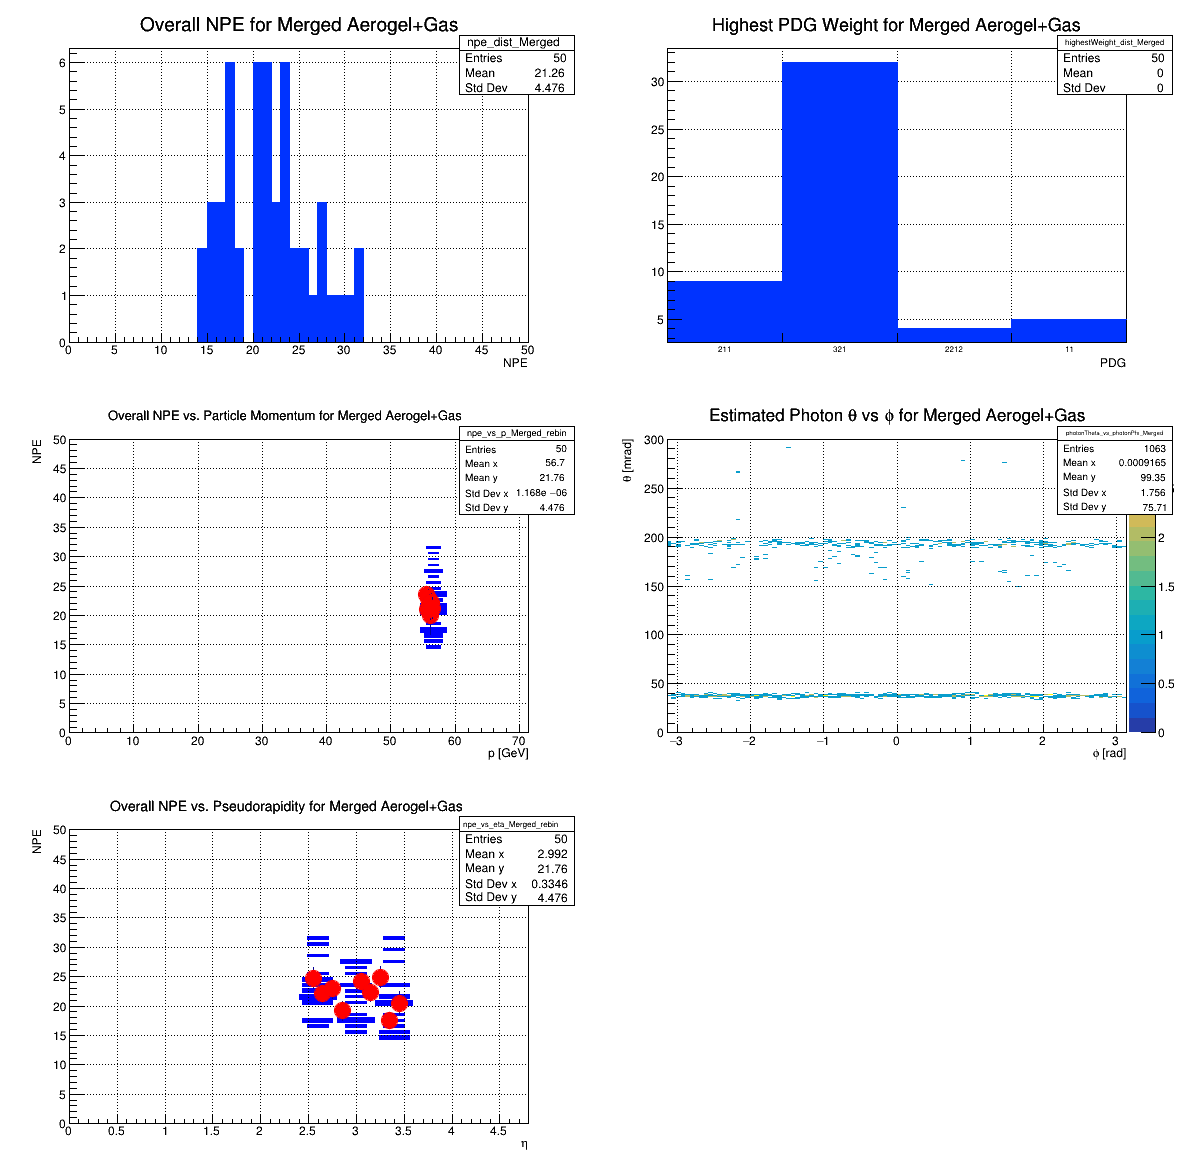 Overall NPE for Merged Aerogel+Gas
npe_dist_Merged
Entries 50
Mean 21.26
Std Dev 4.476
6
5
4
3
2
1
0
0 5 10 15 20 25 30 35 40 45 50
NPE
Highest PDG Weight for Merged Aerogel+Gas
highestWeight_dist_Merged
Entries 50
Mean 0
Std Dev 0
30
25
20
15
10
5
211 321 2212 11
PDG
Overall NPE vs. Particle Momentum for Merged Aerogel+Gas
NPE
npe_vs_p_Merged_rebin
Entries 50
Mean x 56.7
Mean y 21.76
Std Dev x 1.168e −06
Std Dev y 4.476
50
45
40
35
30
25
20
15
10
5
0
0 10 20 30 40 50 60 70
p [GeV]
Estimated Photon θ vs ϕ for Merged Aerogel+Gas
θ [mrad]
photonTheta_vs_photonPhi_Merged
Entries 1063
Mean x 0.0009165
Mean y 99.35
Std Dev x 1.756
Std Dev y 75.71
300
250
200
150
100
50
0
−3 −2 −1 0 1 2 3
ϕ [rad]
2
1.5
1
0.5
0
Overall NPE vs. Pseudorapidity for Merged Aerogel+Gas
NPE
npe_vs_eta_Merged_rebin
Entries 50
Mean x 2.992
Mean y 21.76
Std Dev x 0.3346
Std Dev y 4.476
50
45
40
35
30
25
20
15
10
5
0
0 0.5 1 1.5 2 2.5 3 3.5 4 4.5
η